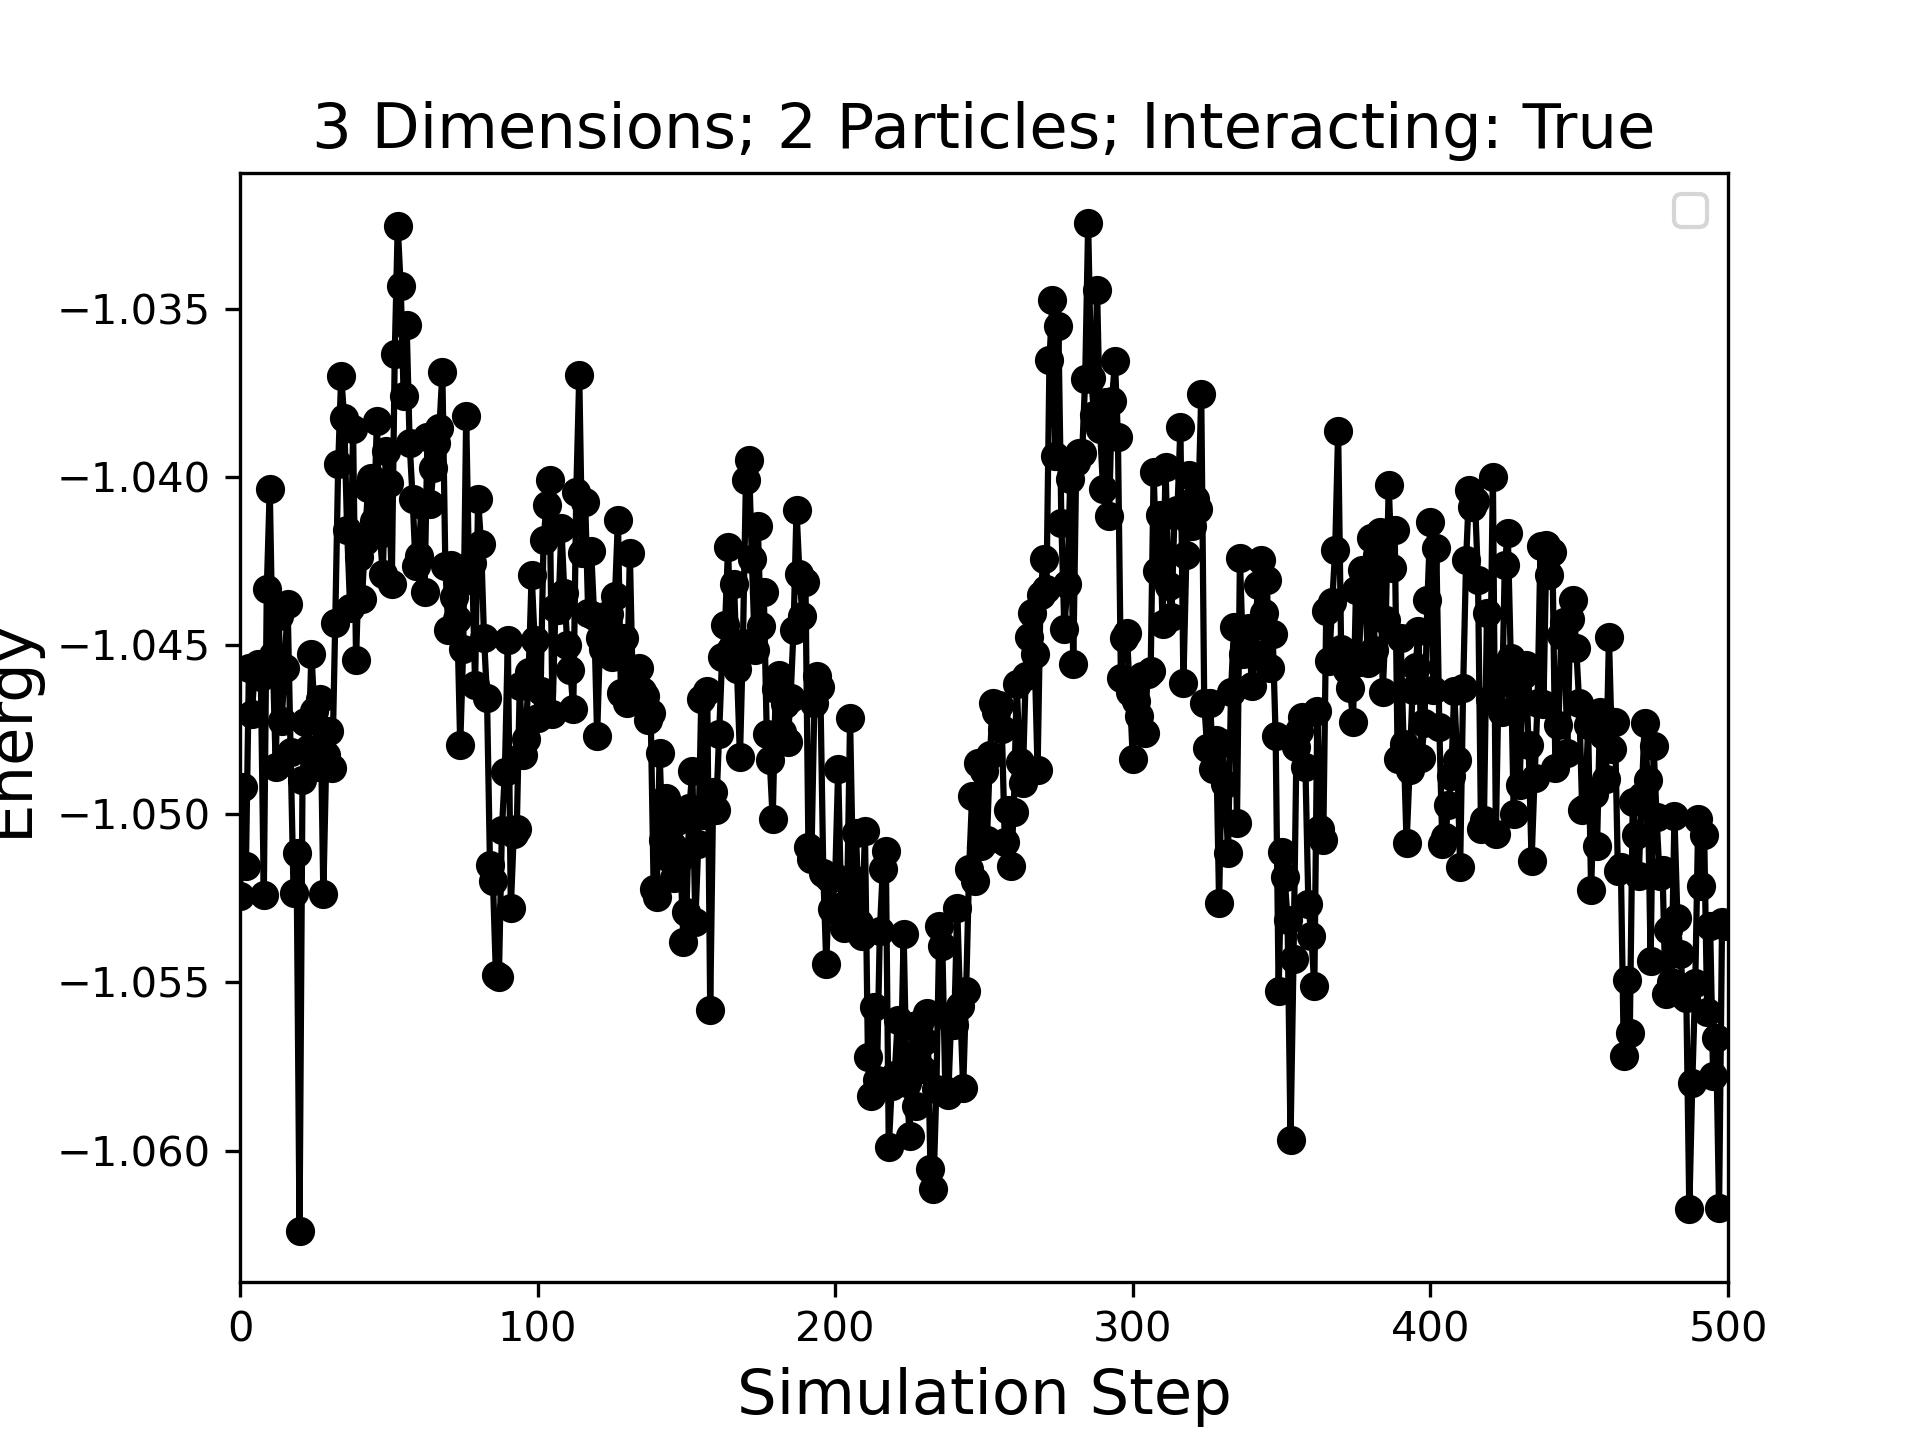 3 Dimensions; 2 Particles; Interacting: True
Energy
−1.035
−1.040
−1.045
−1.050
−1.055
−1.060
0 100 200 300 400 500
Simulation Step